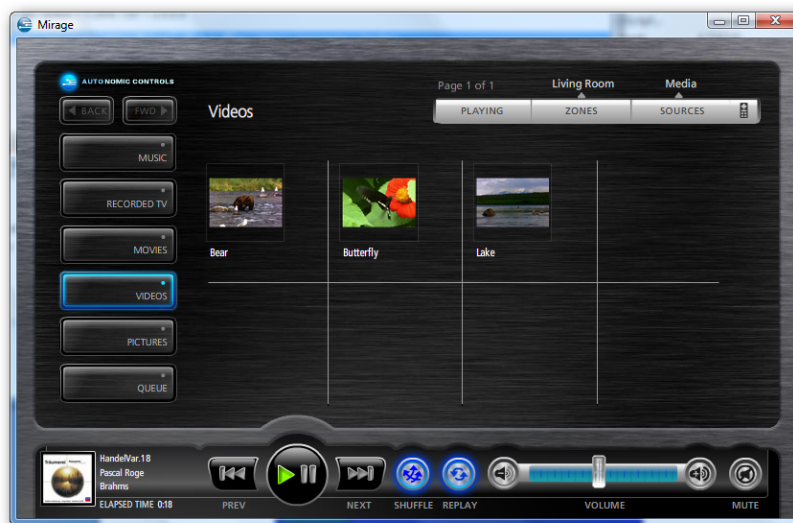 Mirage
AUTONOMIC CONTROLS
BACK
FWD
Videos
Page 1 of 1
Living Room
Media
PLAYING
ZONES
SOURCES
MUSIC
RECORDED TV
MOVIES
VIDEOS
PICTURES
QUEUE
Bear
Butterfly
Lake
HandelVar.18
Pascal Roge
Brahms
ELAPSED TIME 0:18
PREV
NEXT
SHUFFLE
REPLAY
VOLUME
MUTE